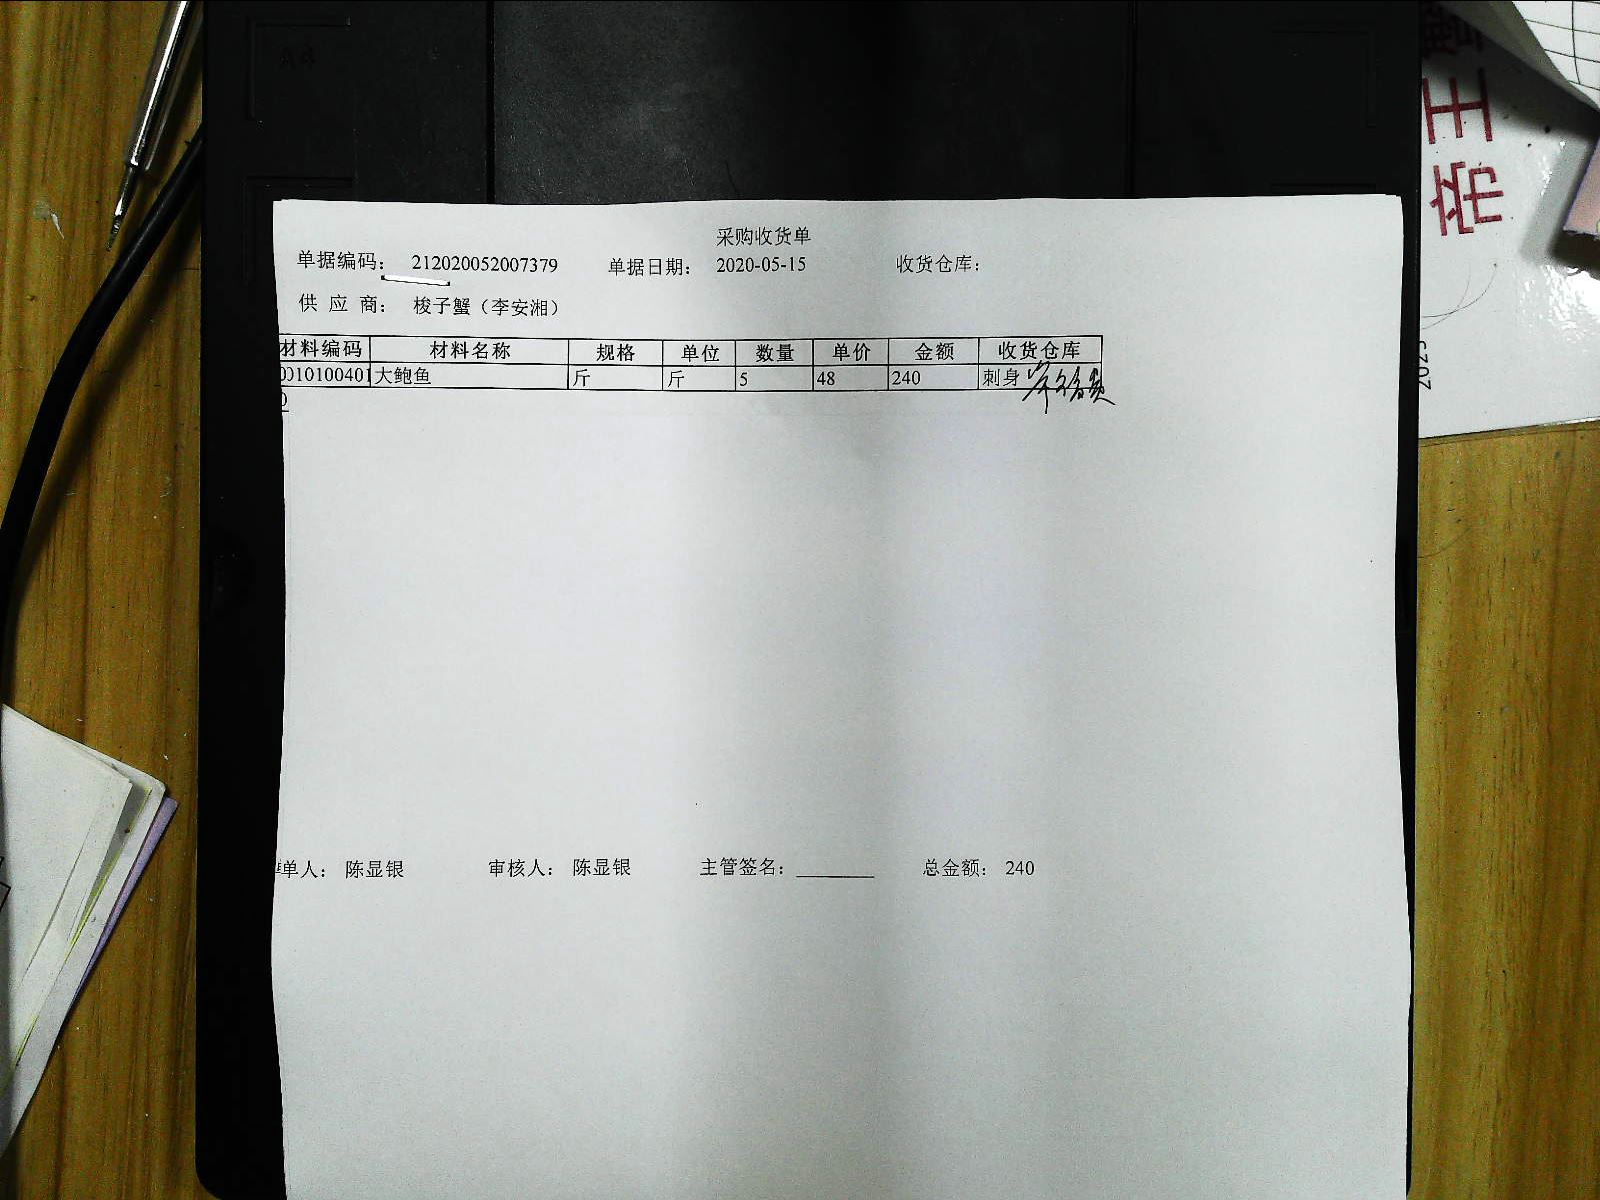 采购收货单
单据编码： 212020052007379 单据日期： 2020-05-15 收货仓库：
供 应 商： 梭子蟹（李安湘）
材料编码 材料名称 规格 单位 数量 单价 金额 收货仓库
0010100401 大鲍鱼 斤 斤 5 48 240 刺身
0
单人： 陈显银 审核人： 陈显银 主管签名： 总金额： 240
帝王